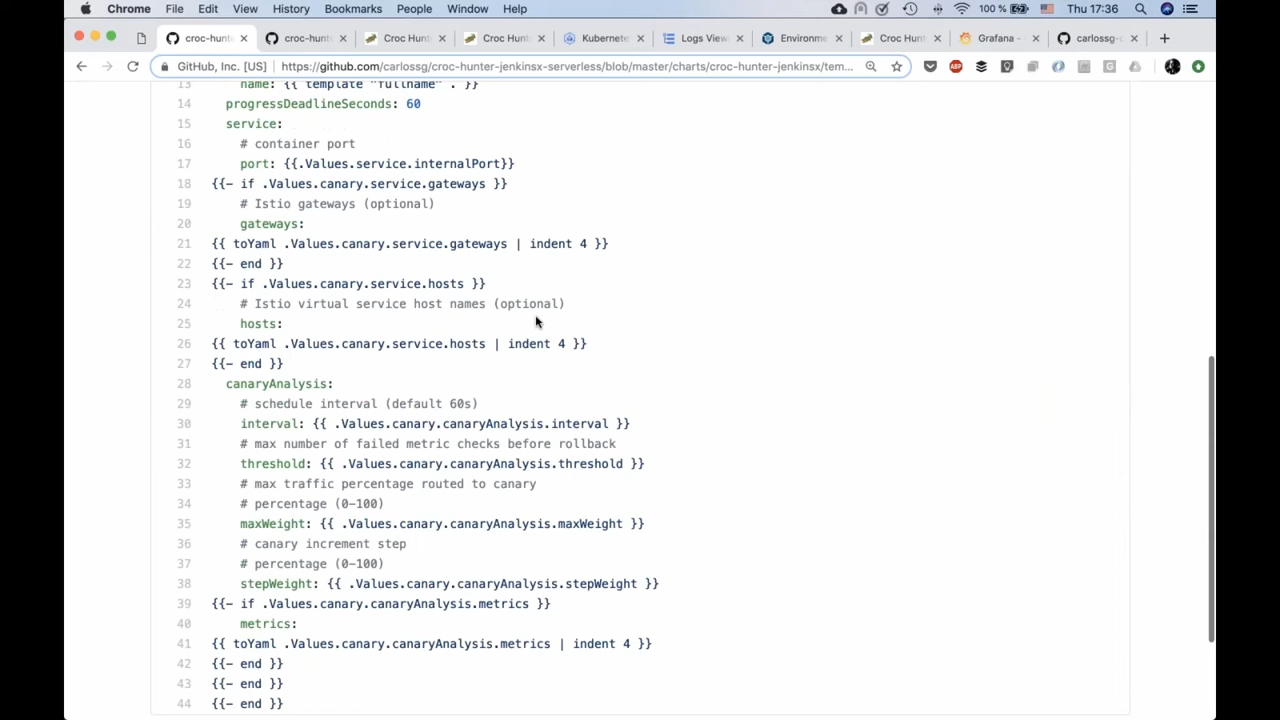 Chrome File Edit View History Bookmarks People Window Help 100 % Thu 17:36
croc-hunt croc-hunt Croc Hunt Croc Hunt Kubernete Logs View Environme Croc Hunt Grafana - carlossg-c
GitHub, Inc. [US] https://github.com/carlossg/croc-hunter-jenkinsx-serverless/blob/master/charts/croc-hunter-jenkinsx/tem...
13 name: {{ template "fullname" . }}
14 progressDeadlineSeconds: 60
15 service:
16 # container port
17 port: {{.Values.service.internalPort}}
18 {{- if .Values.canary.service.gateways }}
19 # Istio gateways (optional)
20 gateways:
21 {{ toYaml .Values.canary.service.gateways | indent 4 }}
22 {{- end }}
23 {{- if .Values.canary.service.hosts }}
24 # Istio virtual service host names (optional)
25 hosts:
26 {{ toYaml .Values.canary.service.hosts | indent 4 }}
27 {{- end }}
28 canaryAnalysis:
29 # schedule interval (default 60s)
30 interval: {{ .Values.canary.canaryAnalysis.interval }}
31 # max number of failed metric checks before rollback
32 threshold: {{ .Values.canary.canaryAnalysis.threshold }}
33 # max traffic percentage routed to canary
34 # percentage (0-100)
35 maxWeight: {{ .Values.canary.canaryAnalysis.maxWeight }}
36 # canary increment step
37 # percentage (0-100)
38 stepWeight: {{ .Values.canary.canaryAnalysis.stepWeight }}
39 {{- if .Values.canary.canaryAnalysis.metrics }}
40 metrics:
41 {{ toYaml .Values.canary.canaryAnalysis.metrics | indent 4 }}
42 {{- end }}
43 {{- end }}
44 {{- end }}